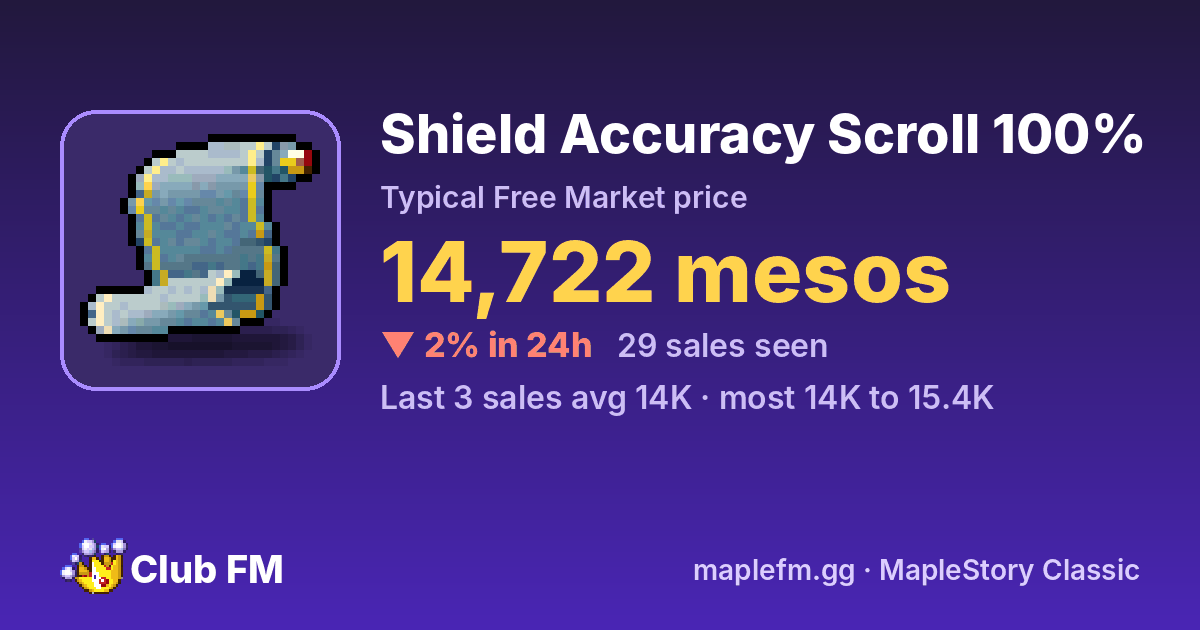 Shield Accuracy Scroll 100%
Typical Free Market price
14,722 mesos
▼ 2% in 24h 29 sales seen
Last 3 sales avg 14K · most 14K to 15.4K
Club FM
maplefm.gg · MapleStory Classic